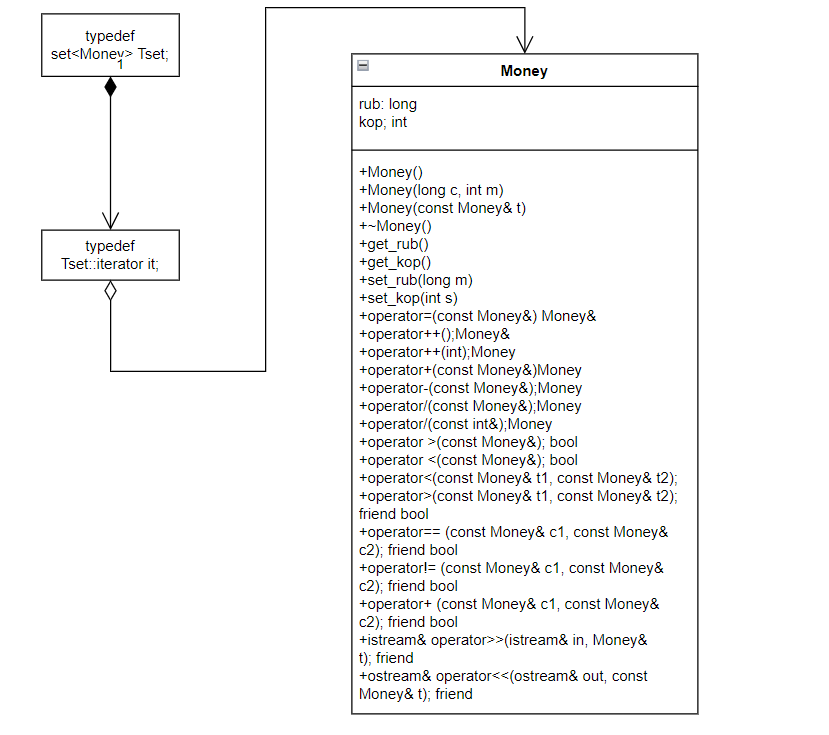 typedef
set<Money> Tset;
1
typedef
Tset::iterator it;
Money
rub: long
kop; int
+Money()
+Money(long c, int m)
+Money(const Money& t)
+~Money()
+get_rub()
+get_kop()
+set_rub(long m)
+set_kop(int s)
+operator=(const Money&) Money&
+operator++();Money&
+operator++(int);Money
+operator+(const Money&)Money
+operator-(const Money&);Money
+operator/(const Money&);Money
+operator/(const int&);Money
+operator >(const Money&); bool
+operator <(const Money&); bool
+operator<(const Money& t1, const Money& t2);
+operator>(const Money& t1, const Money& t2);
friend bool
+operator== (const Money& c1, const Money&
c2); friend bool
+operator!= (const Money& c1, const Money&
c2); friend bool
+operator+ (const Money& c1, const Money&
c2); friend bool
+istream& operator>>(istream& in, Money&
t); friend
+ostream& operator<<(ostream& out, const
Money& t); friend